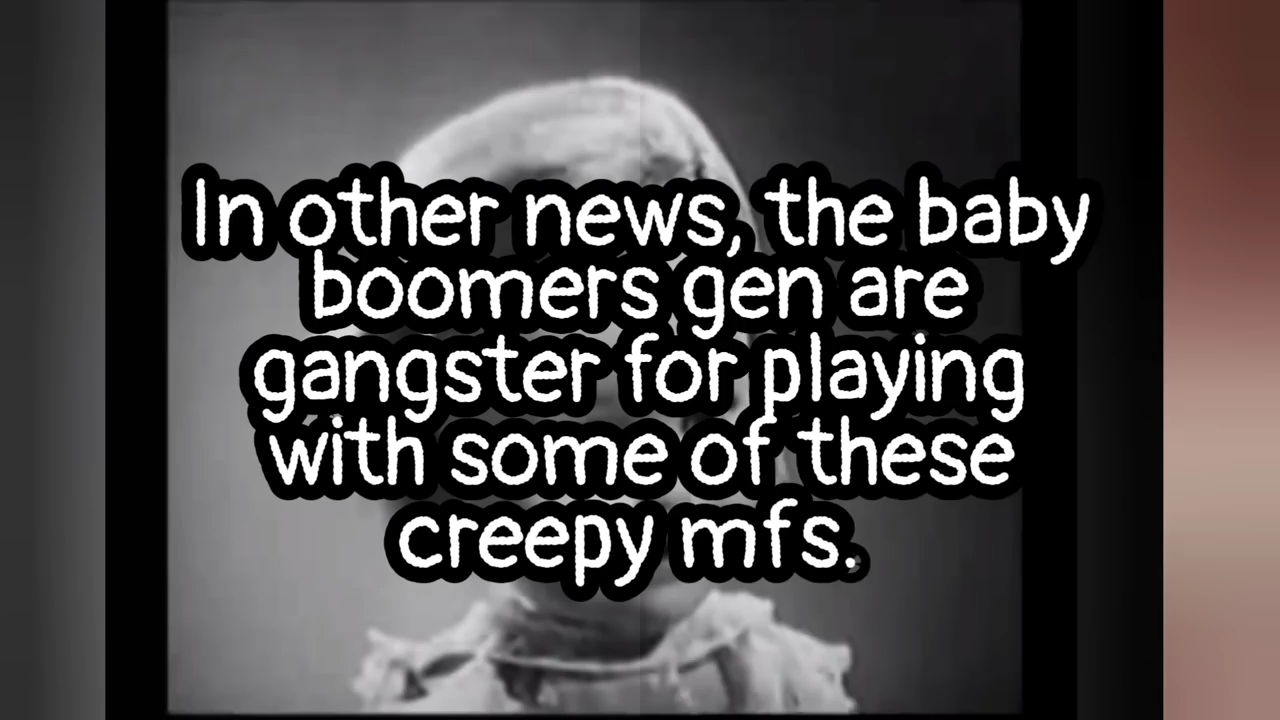 In other news, the baby
boomers gen are
gangster for playing
with some of these
creepy mfs.